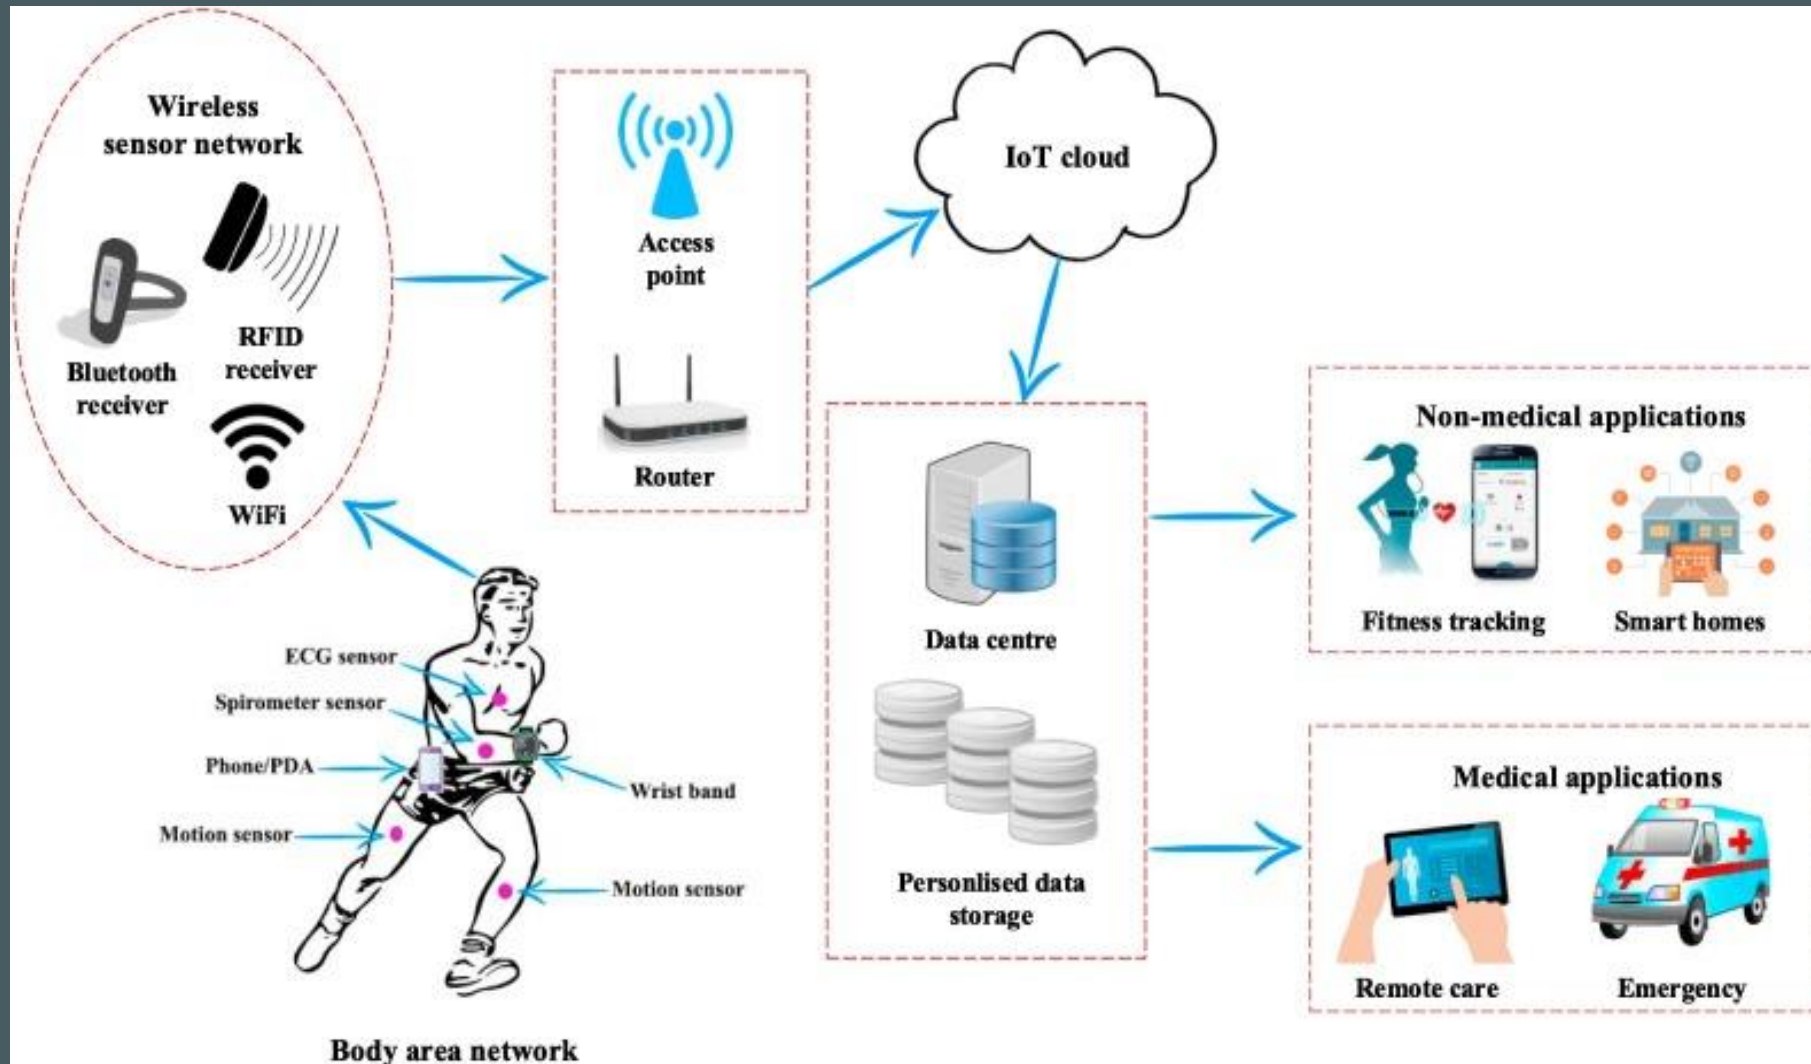 Wireless
sensor network
RFID
receiver
Bluetooth
receiver
WiFi
Access
point
Router
IoT cloud
Data centre
Personlised data
storage
Non-medical applications
Fitness tracking
Smart homes
Medical applications
Remote care
Emergency
ECG sensor
Spirometer sensor
Phone/PDA
Wrist band
Motion sensor
Motion sensor
Body area network